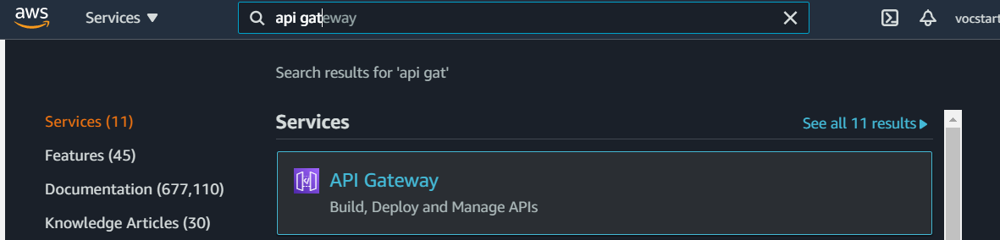 aws Services ▼ api gateway vocstart
Search results for 'api gat'
Services (11)
Features (45)
Documentation (677,110)
Knowledge Articles (30)
Services See all 11 results
API Gateway
Build, Deploy and Manage APIs